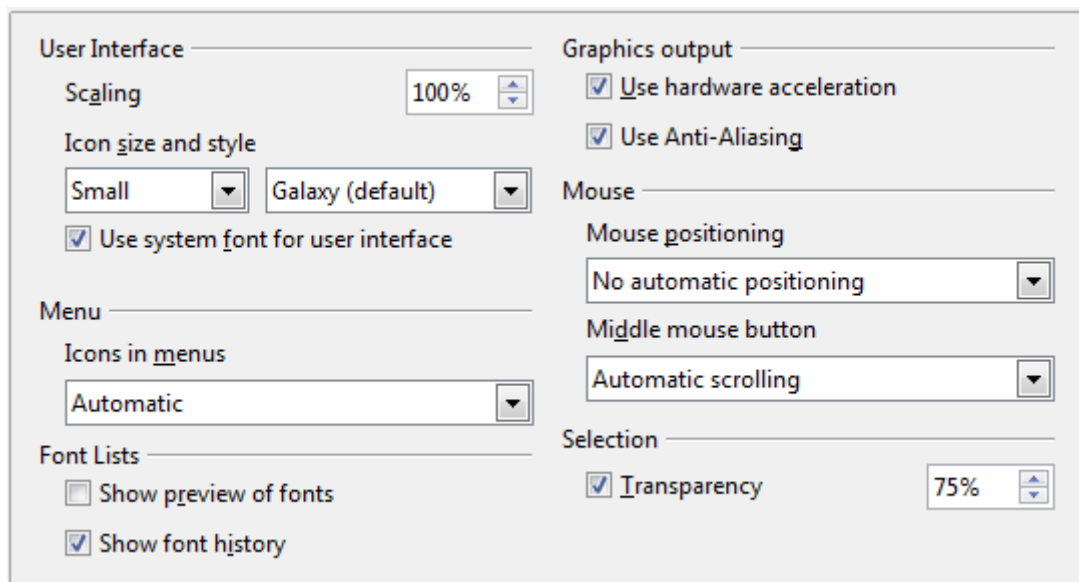 User Interface
Scaling 100%
Icon size and style
Small Galaxy (default)
Use system font for user interface
Menu
Icons in menus
Automatic
Font Lists
Show preview of fonts
Show font history
Graphics output
Use hardware acceleration
Use Anti-Aliasing
Mouse
Mouse positioning
No automatic positioning
Middle mouse button
Automatic scrolling
Selection
Transparency 75%